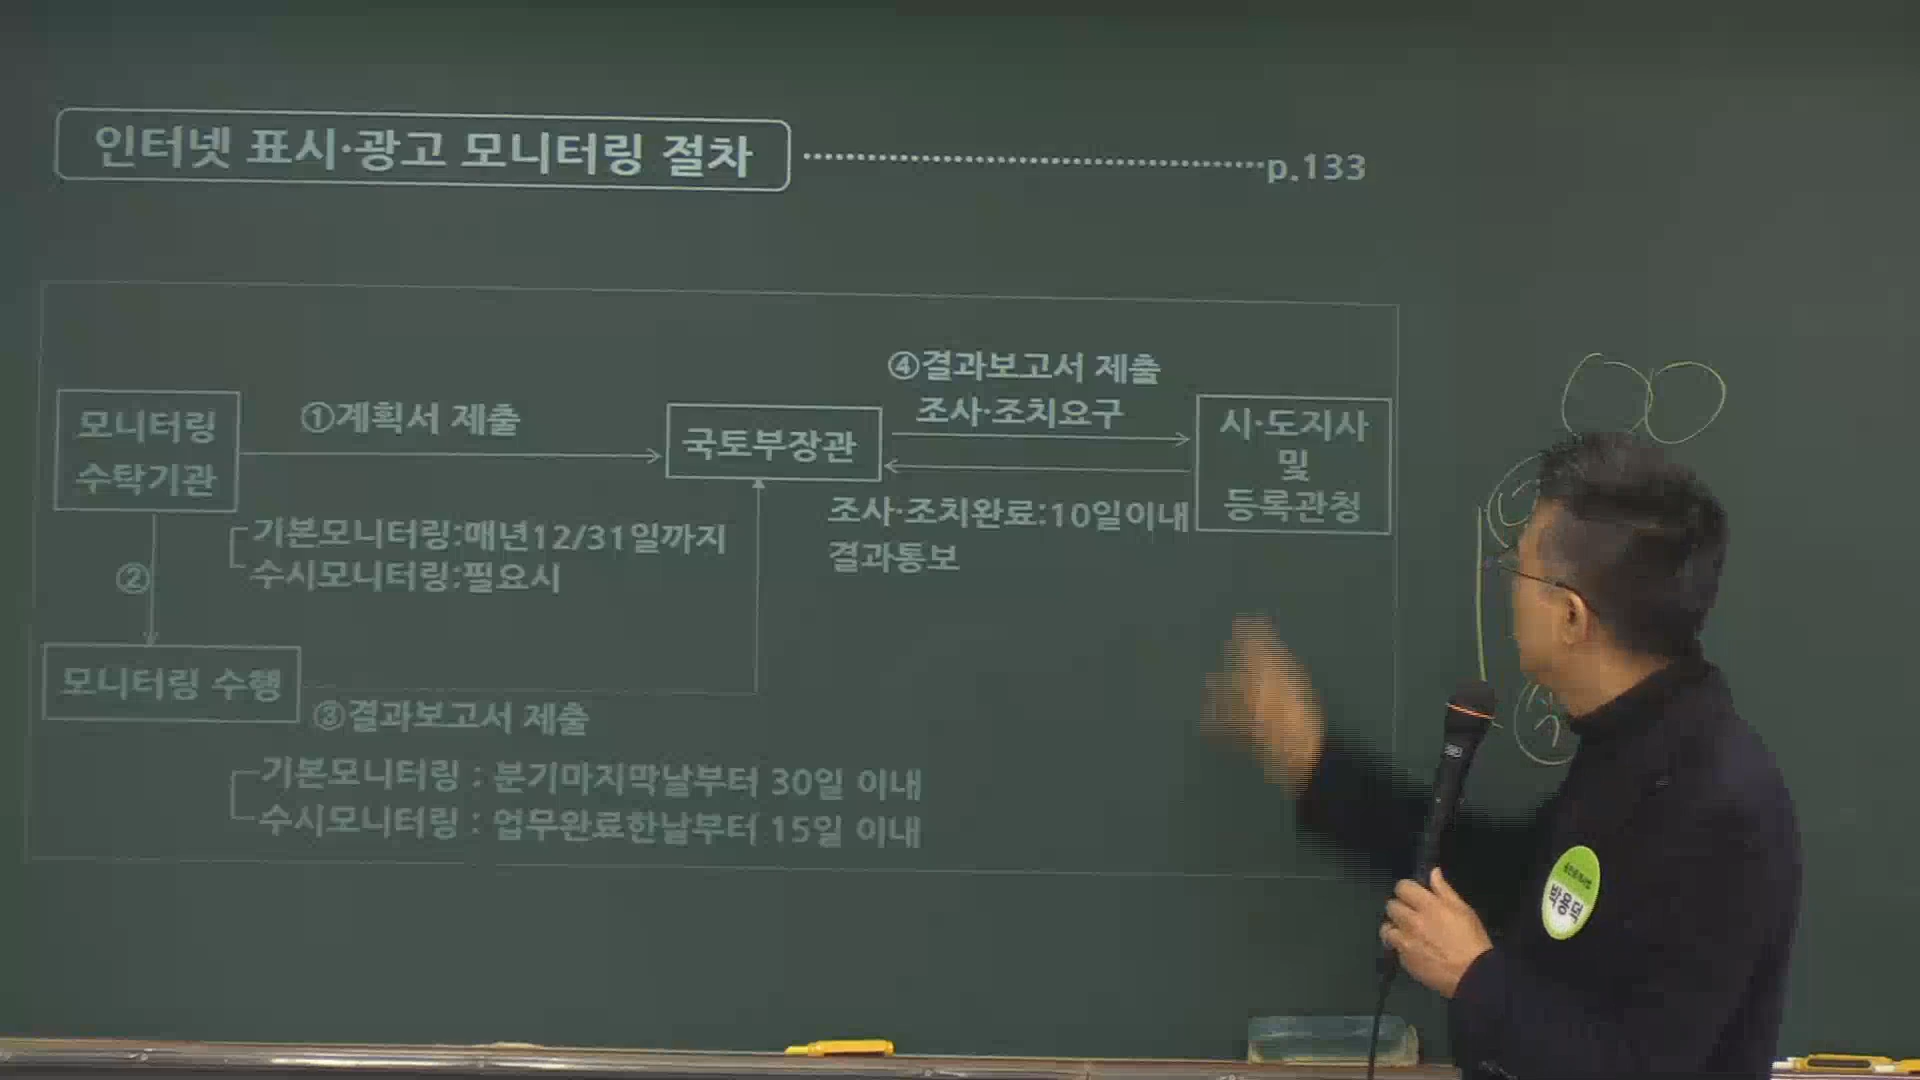 인터넷 표시·광고 모니터링 절차 ··········p.133
모니터링
수탁기관
①계획서 제출
국토부장관
④결과보고서 제출
조사·조치요구
시·도지사
및
등록관청
기본모니터링:매년12/31일까지
수시모니터링:필요시
조사·조치완료:10일이내
결과통보
②
모니터링 수행
③결과보고서 제출
기본모니터링 : 분기마지막날부터 30일 이내
수시모니터링 : 업무완료한날부터 15일 이내
박용덕